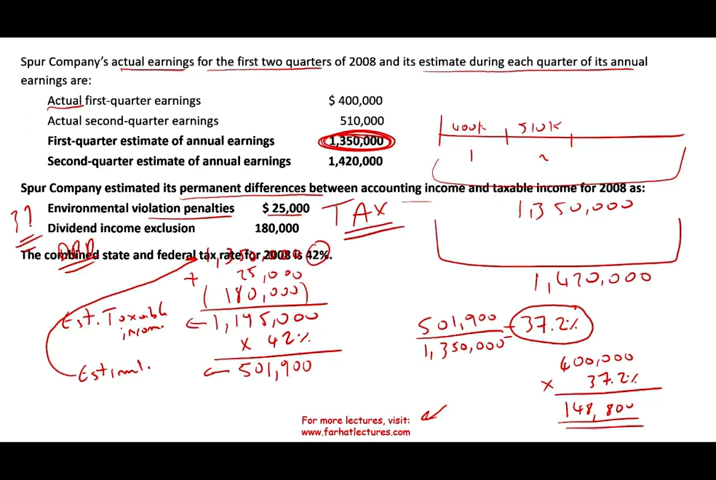 Spur Company's actual earnings for the first two quarters of 2008 and its estimate during each quarter of its annual
earnings are:
Actual first-quarter earnings $ 400,000
Actual second-quarter earnings 510,000
First-quarter estimate of annual earnings 1,350,000
Second-quarter estimate of annual earnings 1,420,000
400K 510K
1 2
Spur Company estimated its permanent differences between accounting income and taxable income for 2008 as:
1,350,000
Environmental violation penalties $ 25,000
Dividend income exclusion 180,000
?? TAX
DRD
The combined state and federal tax rate for 2008 is 42%.
1,350,000
+ 25,000
(180,000)
1,420,000
Est. Taxable
income
← 1,195,000
x 42%
Estimt. ← 501,900
501,900
1,350,000
= 37.2%
400,000
x 37.2%
148,800
For more lectures, visit:
www.farhatlectures.com